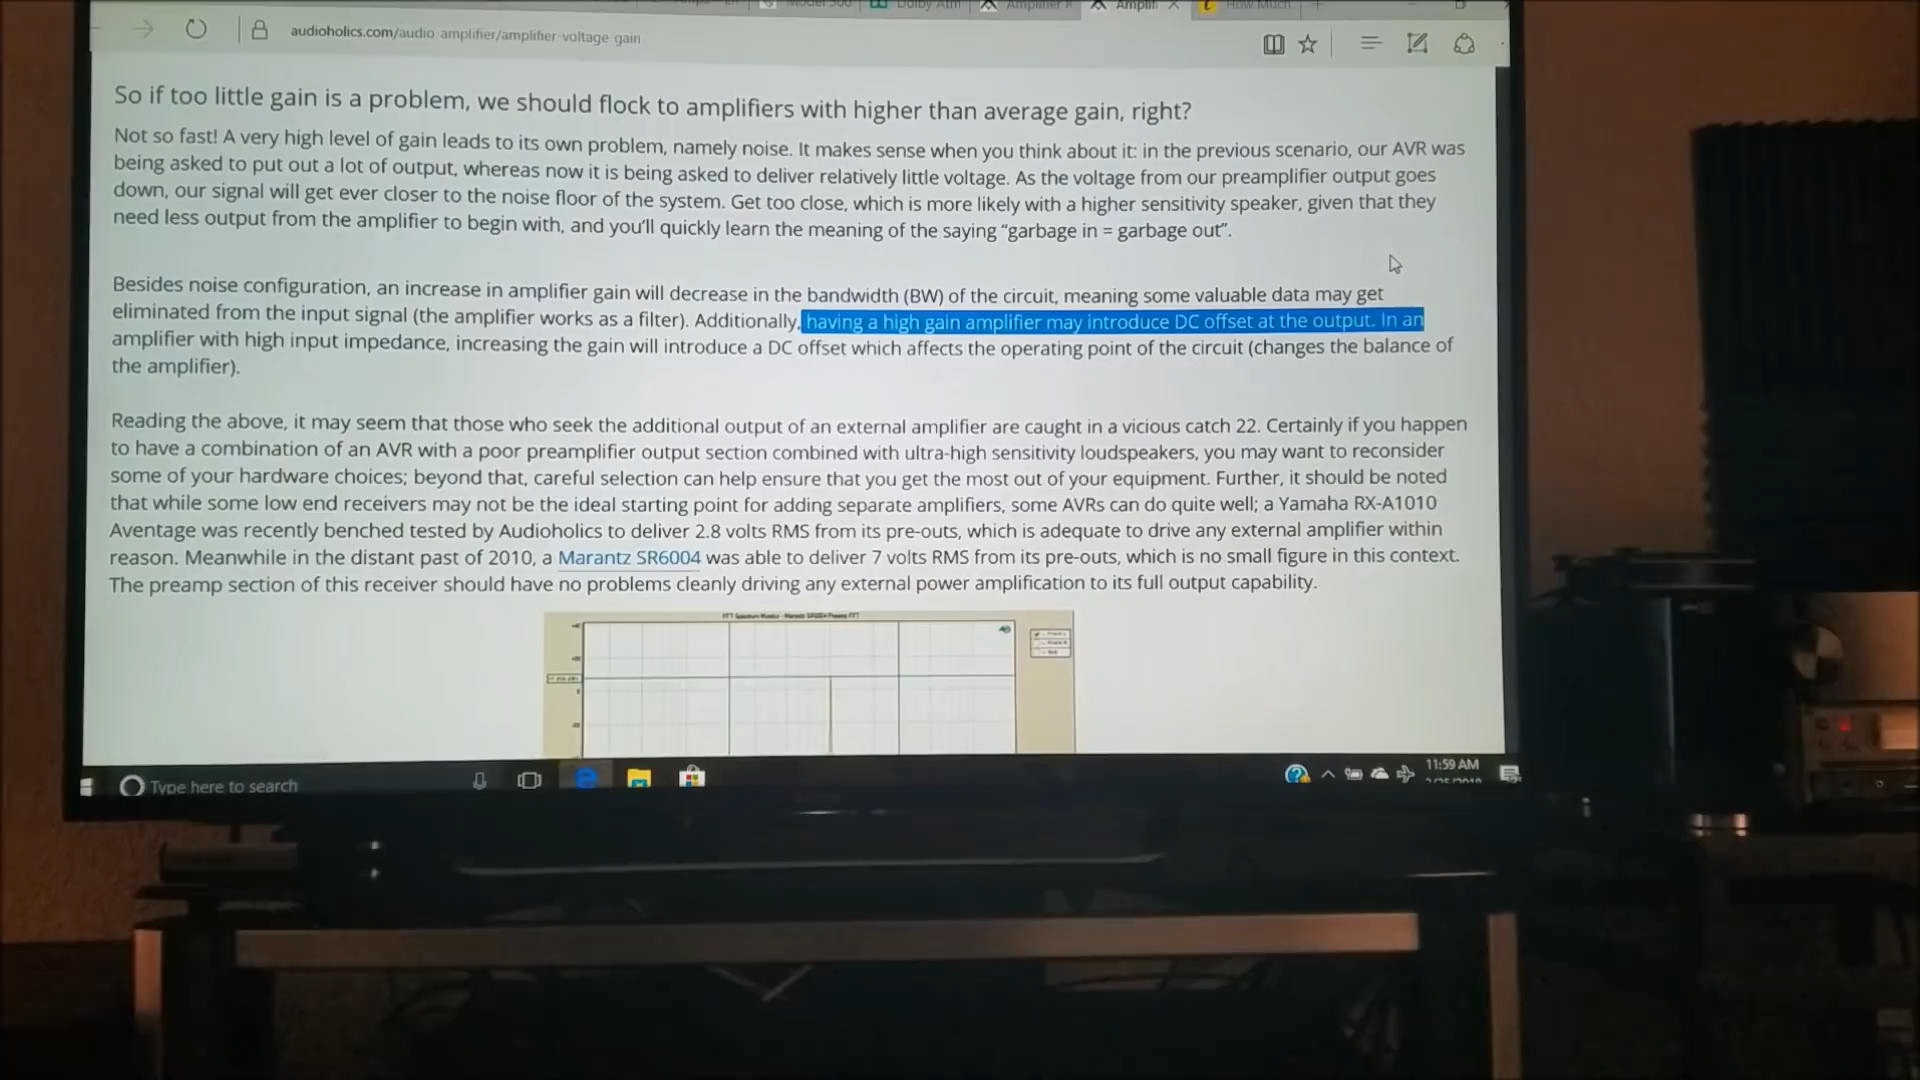 Dolby Atm
Amplifier
Amplif
How Much
audioholics.com/audio-amplifier/amplifier-voltage-gain
So if too little gain is a problem, we should flock to amplifiers with higher than average gain, right?
Not so fast! A very high level of gain leads to its own problem, namely noise. It makes sense when you think about it: in the previous scenario, our AVR was
being asked to put out a lot of output, whereas now it is being asked to deliver relatively little voltage. As the voltage from our preamplifier output goes
down, our signal will get ever closer to the noise floor of the system. Get too close, which is more likely with a higher sensitivity speaker, given that they
need less output from the amplifier to begin with, and you'll quickly learn the meaning of the saying “garbage in = garbage out”.
Besides noise configuration, an increase in amplifier gain will decrease in the bandwidth (BW) of the circuit, meaning some valuable data may get
eliminated from the input signal (the amplifier works as a filter). Additionally, having a high gain amplifier may introduce DC offset at the output. In an
amplifier with high input impedance, increasing the gain will introduce a DC offset which affects the operating point of the circuit (changes the balance of
the amplifier).
Reading the above, it may seem that those who seek the additional output of an external amplifier are caught in a vicious catch 22. Certainly if you happen
to have a combination of an AVR with a poor preamplifier output section combined with ultra-high sensitivity loudspeakers, you may want to reconsider
some of your hardware choices; beyond that, careful selection can help ensure that you get the most out of your equipment. Further, it should be noted
that while some low end receivers may not be the ideal starting point for adding separate amplifiers, some AVRs can do quite well; a Yamaha RX-A1010
Aventage was recently benched tested by Audioholics to deliver 2.8 volts RMS from its pre-outs, which is adequate to drive any external amplifier within
reason. Meanwhile in the distant past of 2010, a Marantz SR6004 was able to deliver 7 volts RMS from its pre-outs, which is no small figure in this context.
The preamp section of this receiver should have no problems cleanly driving any external power amplification to its full output capability.
Type here to search
11:59 AM